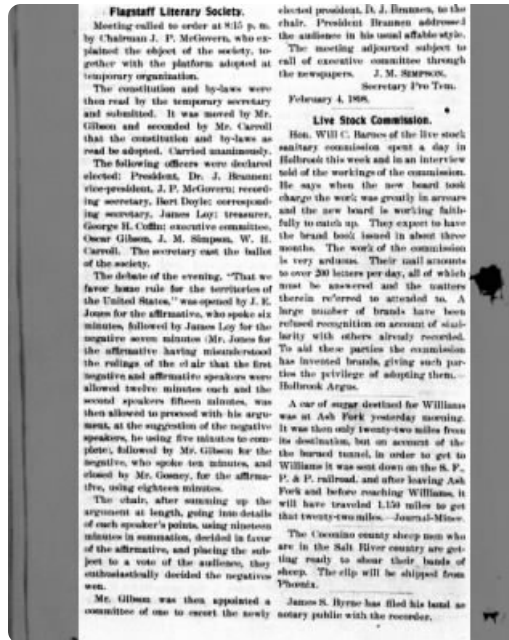 Flagstaff Literary Society.
Meeting called to order at 8:15 p. m.
by Chairman J. P. McGovern, who ex-
plained the object of the society, to-
gether with the platform adopted at
temporary organization.
The constitution and by-laws were
then read by the temporary secretary
and submitted. It was moved by Mr.
Gibson and seconded by Mr. Carroll
that the constitution and by-laws as
read be adopted. Carried unanimously.
The following officers were declared
elected: President, Dr. J. Brannen;
vice-president, J. P. McGovern; record-
ing secretary, Bert Doyle; correspond-
ing secretary, James Loy; treasurer,
George H. Coffin; executive committee,
Oscar Gibson, J. M. Simpson, W. H.
Carroll. The secretary cast the ballot
of the society.
The debate of the evening, "That we
favor home rule for the territories of
the United States," was opened by J. E.
Jones for the affirmative, who spoke six
minutes, followed by James Loy for the
negative seven minutes (Mr. Jones for
the affirmative having misunderstood
the rulings of the chair that the first
negative and affirmative speakers were
allowed twelve minutes each and the
second speakers fifteen minutes, was
then allowed to proceed with his argu-
ment, at the suggestion of the negative
speakers, he using five minutes to com-
plete), followed by Mr. Gibson for the
negative, who spoke ten minutes, and
closed by Mr. Gosney, for the affirma-
tive, using eighteen minutes.
The chair, after summing up the
argument at length, going into details
of each speaker's points, using nineteen
minutes in summation, decided in favor
of the affirmative, and placing the sub-
ject to a vote of the audience, they
enthusiastically decided the negatives
won.
Mr. Gibson was then appointed a
committee of one to escort the newly
elected president, D. J. Brannen, to the
chair. President Brannen addressed
the audience in his usual affable style.
The meeting adjourned subject to
call of executive committee through
the newspapers. J. M. SIMPSON,
Secretary Pro Tem.
February 4, 1898.
Live Stock Commission.
Hon. Will C. Barnes of the live stock
sanitary commission spent a day in
Holbrook this week and in an interview
told of the workings of the commission.
He says when the new board took
charge the work was greatly in arrears
and the new board is working faith-
fully to catch up. They expect to have
the brand book issued in about three
months. The work of the commission
is very arduous. Their mail amounts
to over 200 letters per day, all of which
must be answered and the matters
therein referred to attended to. A
large number of brands have been
refused recognition on account of simi-
larity with others already recorded.
To aid these parties the commission
has invented brands, giving such par-
ties the privilege of adopting them.—
Holbrook Argus.
A car of sugar destined for Williams
was at Ash Fork yesterday morning.
It was then only twenty-two miles from
its destination, but on account of the
the burned tunnel, in order to get to
Williams it was sent down on the S. F.,
P. & P. railroad, and after leaving Ash
Fork and before reaching Williams, it
will have traveled 1,150 miles to get
that twenty-two miles.—Journal-Miner.
The Coconino county sheep men who
are in the Salt River country are get-
ting ready to shear their bands of
sheep. The clip will be shipped from
Phœnix.
James S. Byrne has filed his bond as
notary public with the recorder.